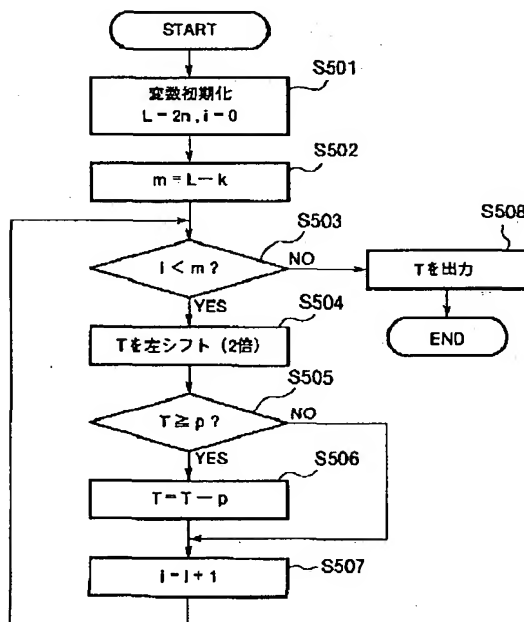 START
S501
変数初期化
L=2n, i=0
S502
m=L-k
S503
i<m?
NO
YES
S508
Tを出力
END
S504
Tを左シフト (2倍)
S505
T≧p?
NO
YES
S506
T=T-p
S507
i=i+1